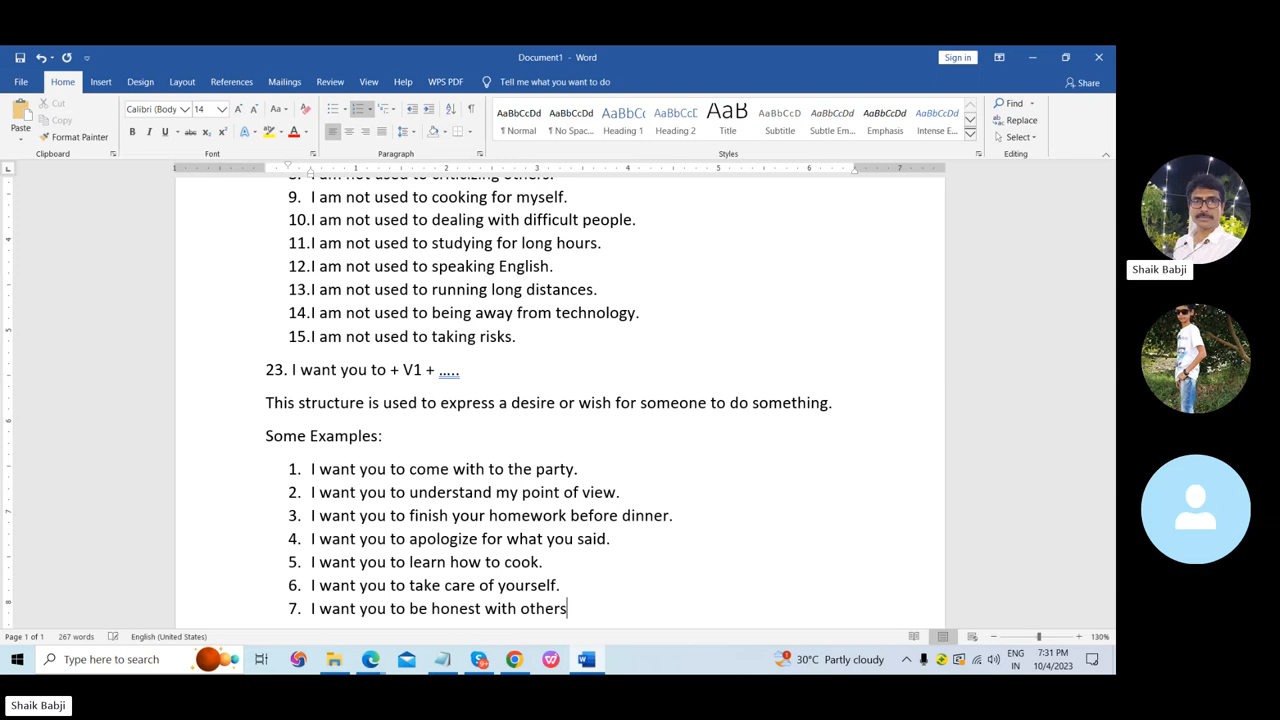 Document1 - Word
Sign in
File Home Insert Design Layout References Mailings Review View Help WPS PDF Tell me what you want to do Share
Paste
Cut
Copy
Format Painter
Calibri (Body 14
B I U abc X₂ X²
AaBbCcDd AaBbCcDd AaBbC( AaBbCcC AaB AaBbCcDd AaBbCcDd AaBbCcDd AaBbCcDd
¶ Normal ¶ No Spac... Heading 1 Heading 2 Title Subtitle Subtle Em... Emphasis Intense E...
Find
Replace
Select
Clipboard Font Paragraph Styles Editing
9. I am not used to cooking for myself.
10.I am not used to dealing with difficult people.
11.I am not used to studying for long hours.
12.I am not used to speaking English.
13.I am not used to running long distances.
14.I am not used to being away from technology.
15.I am not used to taking risks.
23. I want you to + V1 + .....
This structure is used to express a desire or wish for someone to do something.
Some Examples:
1. I want you to come with to the party.
2. I want you to understand my point of view.
3. I want you to finish your homework before dinner.
4. I want you to apologize for what you said.
5. I want you to learn how to cook.
6. I want you to take care of yourself.
7. I want you to be honest with others
Page 1 of 1 267 words English (United States) 130%
Type here to search
30°C Partly cloudy
ENG
IN
7:31 PM
10/4/2023
Shaik Babji
Shaik Babji